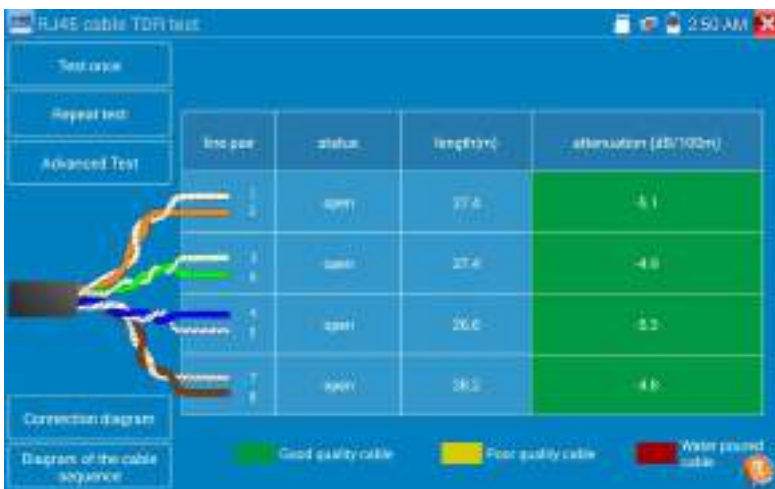 RJ45 cable TDR test
2:50 AM
Test once
Repeat test
Advanced Test
line pair status length(m) attenuation (dB/100m)
1
2 open
3
6 open 27.4
4
5 open
7
8 open
Connection diagram
Diagram of the cable
sequence
Good quality cable Poor quality cable Water poured
cable